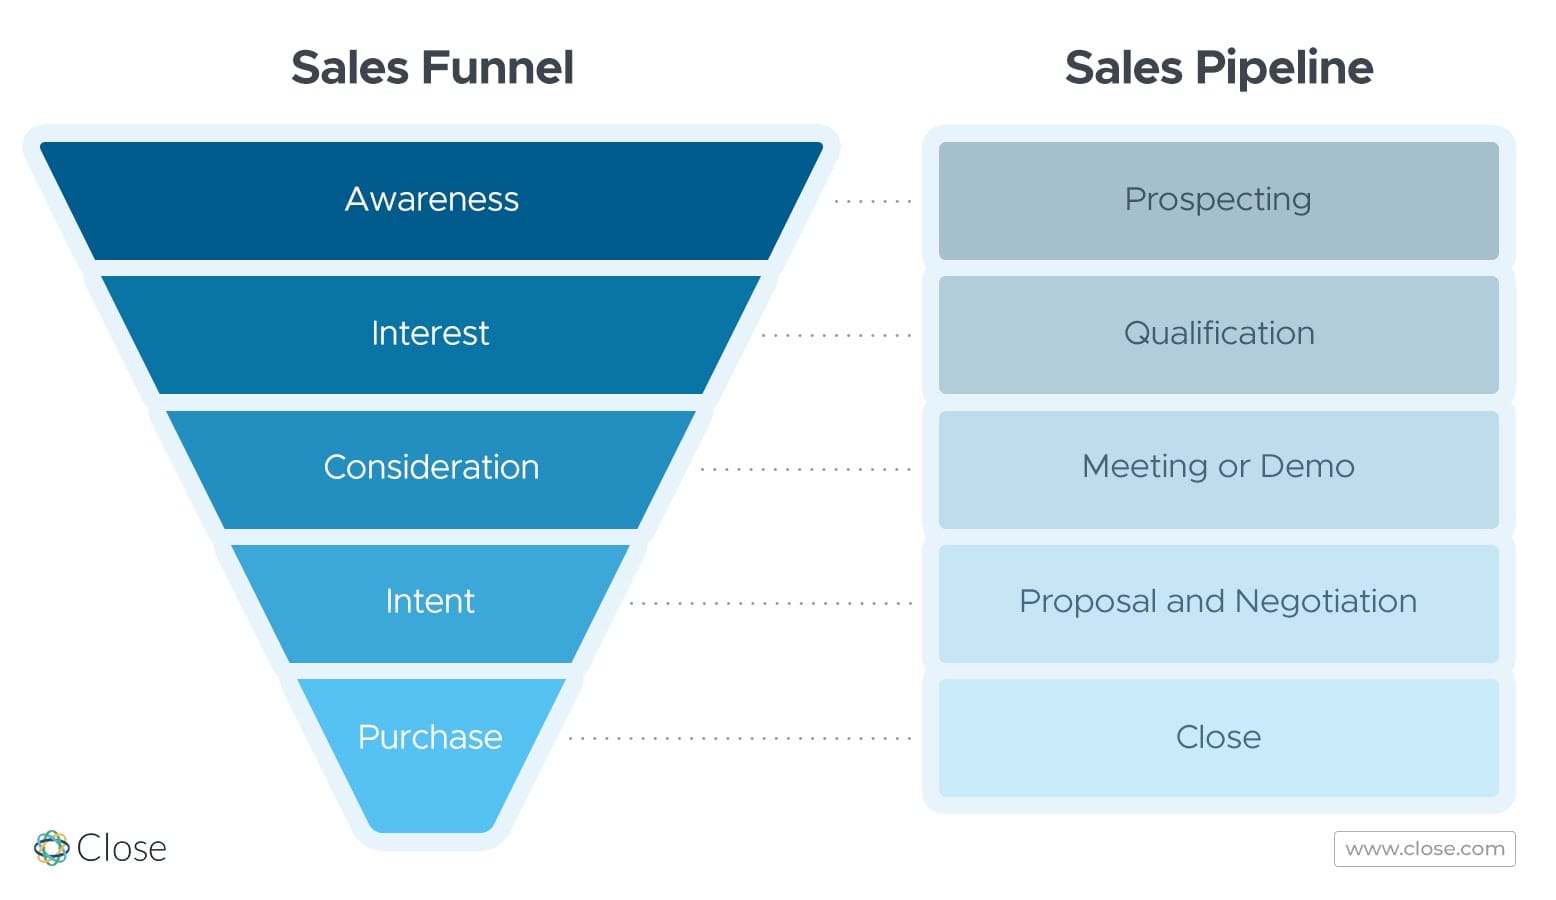 Sales Funnel
Sales Pipeline
Awareness
Prospecting
Interest
Qualification
Consideration
Meeting or Demo
Intent
Proposal and Negotiation
Purchase
Close
Close
www.close.com